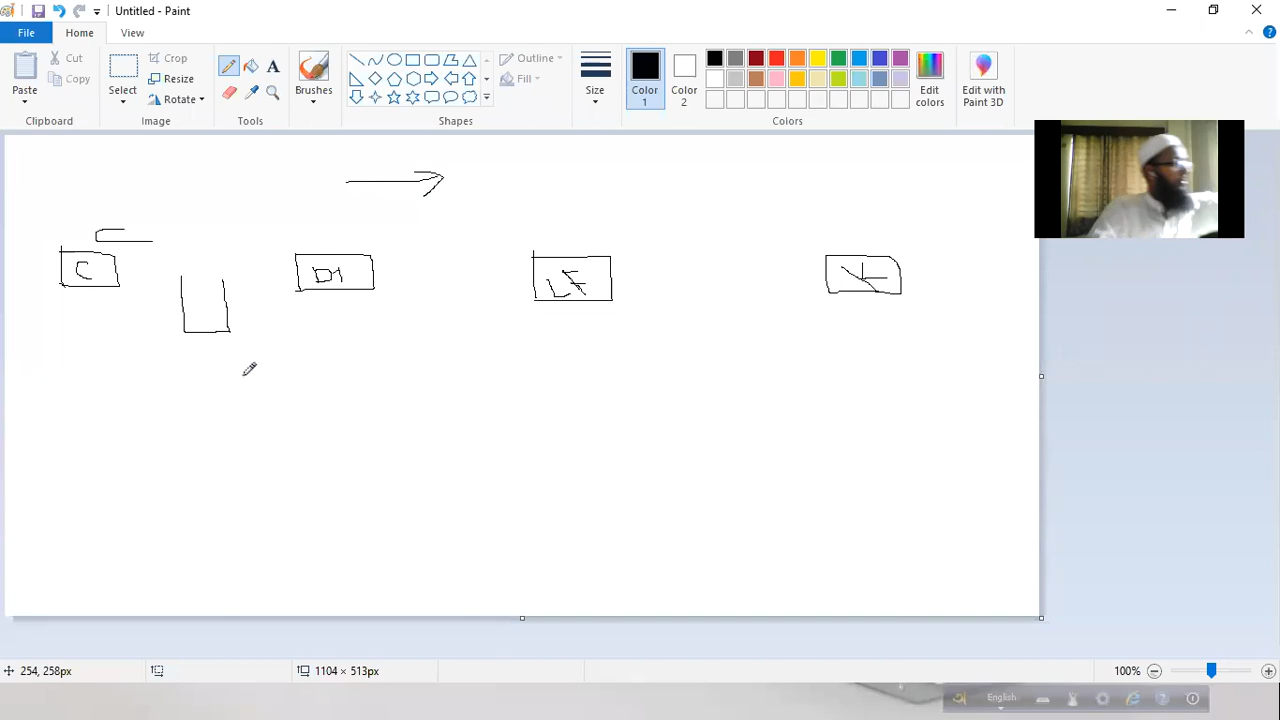 Untitled - Paint
File
Home
View
Paste
Cut
Copy
Clipboard
Select
Crop
Resize
Rotate
Image
A
Tools
Brushes
Outline
Fill
Shapes
Size
Color 1
Color 2
Edit colors
Edit with Paint 3D
Colors
C
D1
254, 258px
1104 × 513px
100%
English